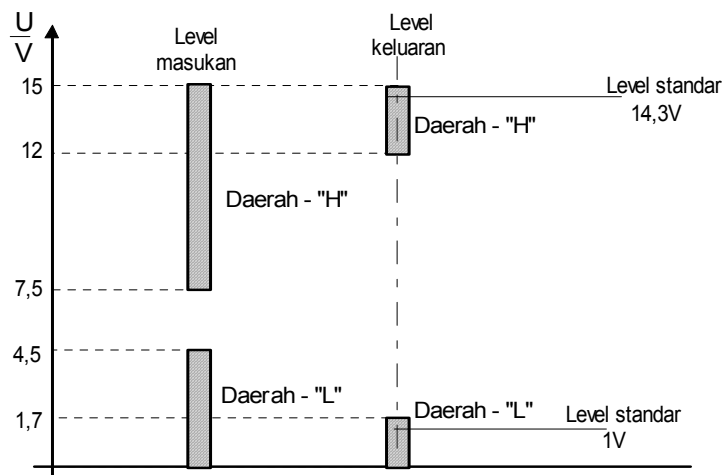 U
V
Level
masukan
Level
keluaran
15
Level standar
14,3V
Daerah - "H"
12
Daerah - "H"
7,5
4,5
Daerah - "L"
Daerah - "L"
1,7
Level standar
1V